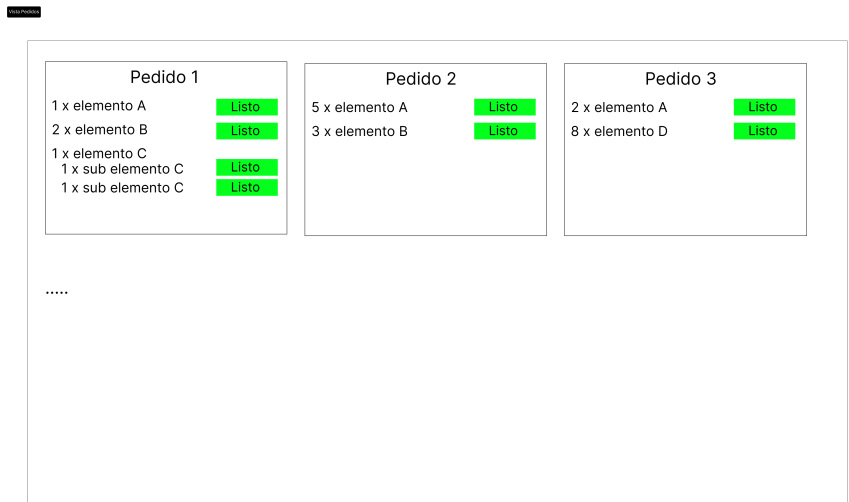 Vista Pedidos
Pedido 1
1 x elemento A Listo
2 x elemento B Listo
1 x elemento C
1 x sub elemento C Listo
1 x sub elemento C Listo
Pedido 2
5 x elemento A Listo
3 x elemento B Listo
Pedido 3
2 x elemento A Listo
8 x elemento D Listo
.....